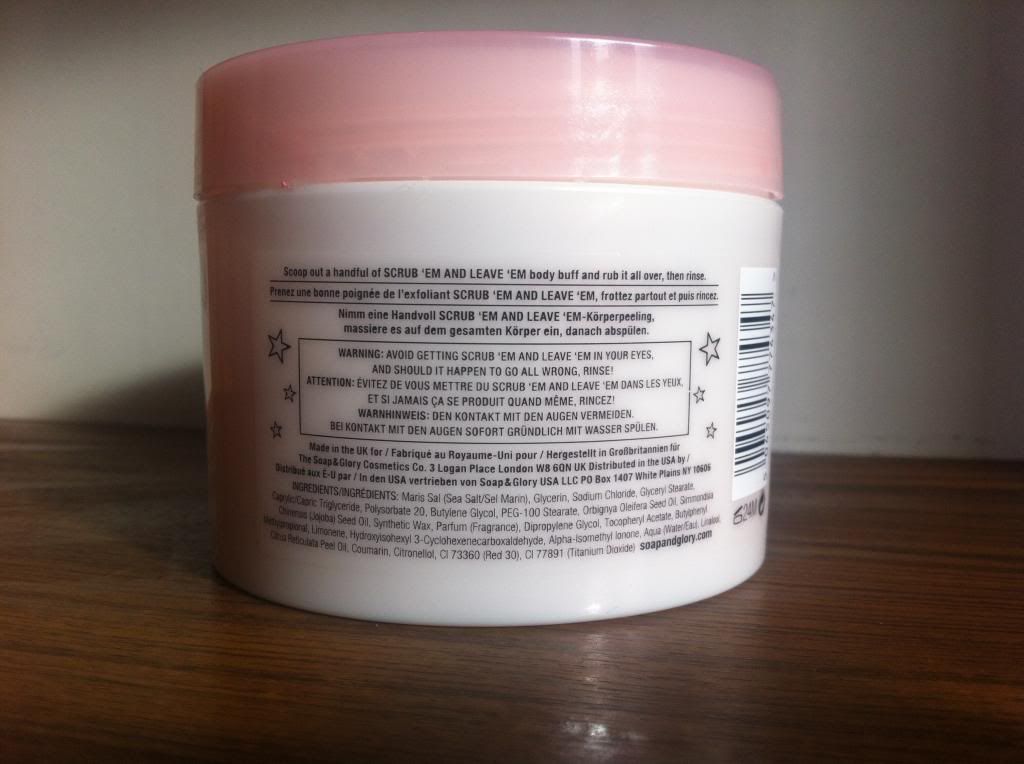 Scoop out a handful of SCRUB ‘EM AND LEAVE ‘EM body buff and rub it all over, then rinse.
Prenez une bonne poignée de l’exfoliant SCRUB ‘EM AND LEAVE ‘EM, frottez partout et puis rincez.
Nimm eine Handvoll SCRUB ‘EM AND LEAVE ‘EM-Körperpeeling,
massiere es auf dem gesamten Körper ein, danach abspülen.
WARNING: AVOID GETTING SCRUB ‘EM AND LEAVE ‘EM IN YOUR EYES,
AND SHOULD IT HAPPEN TO GO ALL WRONG, RINSE!
ATTENTION: ÉVITEZ DE VOUS METTRE DU SCRUB ‘EM AND LEAVE ‘EM DANS LES YEUX,
ET SI JAMAIS ÇA SE PRODUIT QUAND MÊME, RINCEZ!
WARNHINWEIS: DEN KONTAKT MIT DEN AUGEN VERMEIDEN.
BEI KONTAKT MIT DEN AUGEN SOFORT GRÜNDLICH MIT WASSER SPÜLEN.
Made in the UK for / Fabriqué au Royaume-Uni pour / Hergestellt in Großbritannien für
The Soap&Glory Cosmetics Co. 3 Logan Place London W8 6QN UK Distributed in the USA by /
Distribué aux É-U par / In den USA vertrieben von Soap&Glory USA LLC PO Box 1407 White Plains NY 10606
INGREDIENTS/INGRÉDIENTS: Maris Sal (Sea Salt/Sel Marin), Glycerin, Sodium Chloride, Glyceryl Stearate,
Caprylic/Capric Triglyceride, Polysorbate 20, Butylene Glycol, PEG-100 Stearate, Orbignya Oleifera Seed Oil, Simmondsia
Chinensis (Jojoba) Seed Oil, Synthetic Wax, Parfum (Fragrance), Dipropylene Glycol, Tocopheryl Acetate, Butylphenyl
Methylpropional, Limonene, Hydroxyisohexyl 3-Cyclohexenecarboxaldehyde, Alpha-Isomethyl Ionone, Aqua (Water/Eau), Linalool,
Citrus Reticulata Peel Oil, Coumarin, Citronellol, CI 73360 (Red 30), CI 77891 (Titanium Dioxide) soapandglory.com
24M